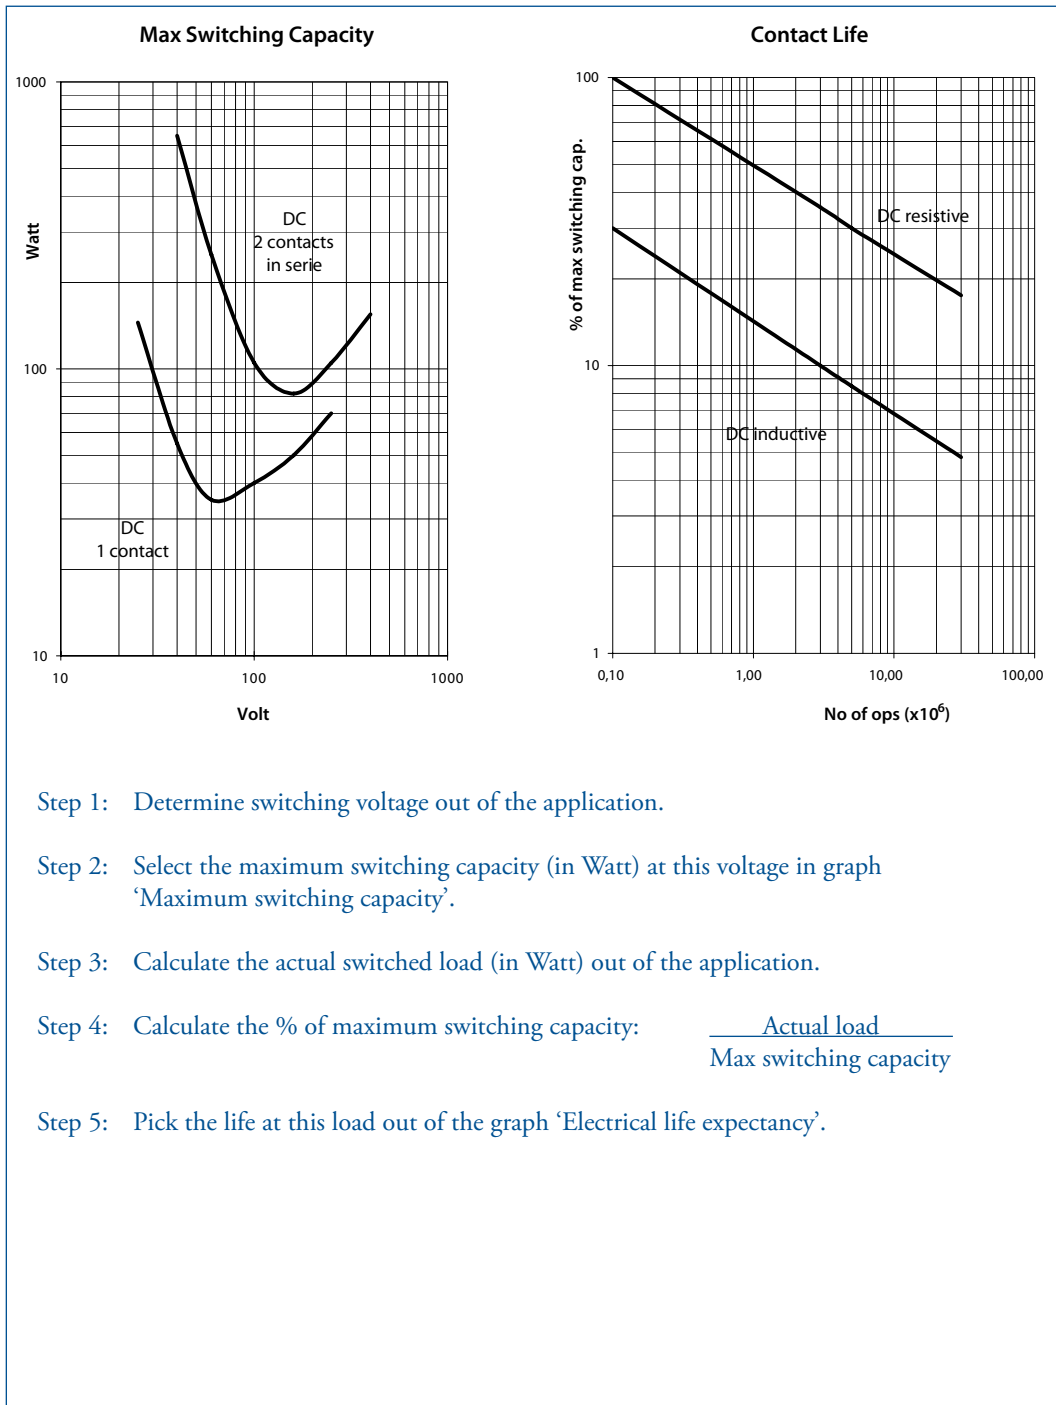 Max Switching Capacity
1000
100
10
10
100
1000
Watt
Volt
DC
2 contacts
in serie
DC
1 contact
Contact Life
100
10
1
0,10
1,00
10,00
100,00
% of max switching cap.
No of ops (x10⁶)
DC resistive
DC inductive
Step 1: Determine switching voltage out of the application.
Step 2: Select the maximum switching capacity (in Watt) at this voltage in graph
‘Maximum switching capacity’.
Step 3: Calculate the actual switched load (in Watt) out of the application.
Step 4: Calculate the % of maximum switching capacity: Actual load
Max switching capacity
Step 5: Pick the life at this load out of the graph ‘Electrical life expectancy’.